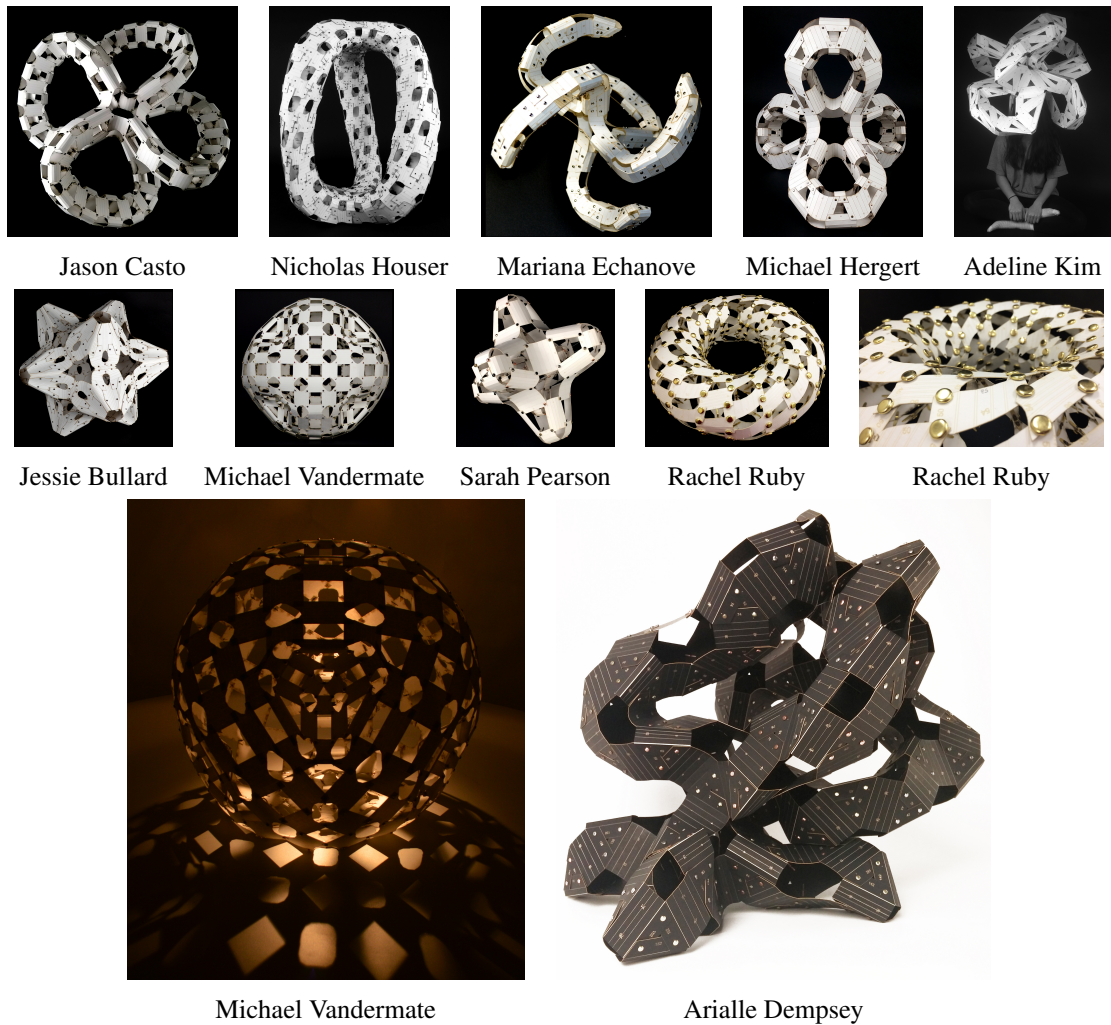 Jason Casto
Nicholas Houser
Mariana Echanove
Michael Hergert
Adeline Kim
Jessie Bullard
Michael Vandermate
Sarah Pearson
Rachel Ruby
Rachel Ruby
Michael Vandermate
Arialle Dempsey